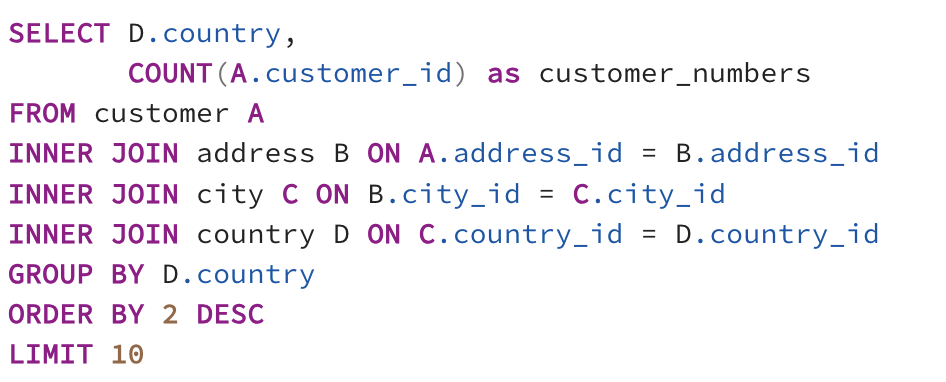 SELECT D.country,
COUNT(A.customer_id) as customer_numbers
FROM customer A
INNER JOIN address B ON A.address_id = B.address_id
INNER JOIN city C ON B.city_id = C.city_id
INNER JOIN country D ON C.country_id = D.country_id
GROUP BY D.country
ORDER BY 2 DESC
LIMIT 10